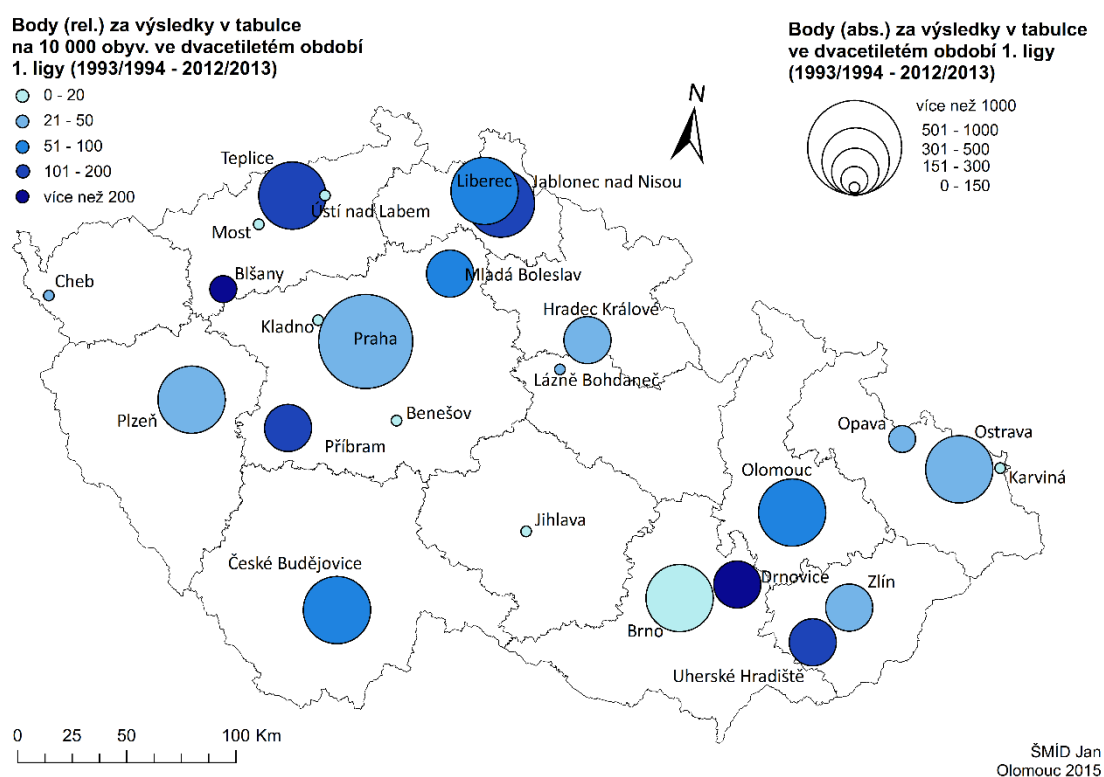 Body (rel.) za výsledky v tabulce
na 10 000 obyv. ve dvacetiletém období
1. ligy (1993/1994 - 2012/2013)
0 - 20
21 - 50
51 - 100
101 - 200
více než 200
Body (abs.) za výsledky v tabulce
ve dvacetiletém období 1. ligy
(1993/1994 - 2012/2013)
více než 1000
501 - 1000
301 - 500
151 - 300
0 - 150
N
Teplice
Liberec
Jablonec nad Nisou
Ústí nad Labem
Most
Cheb
Blšany
Mladá Boleslav
Hradec Králové
Kladno
Praha
Lázně Bohdaneč
Plzeň
Benešov
Příbram
Opava
Ostrava
Karviná
Olomouc
Jihlava
České Budějovice
Drnovice
Zlín
Brno
Uherské Hradiště
0 25 50 100 Km
ŠMÍD Jan
Olomouc 2015